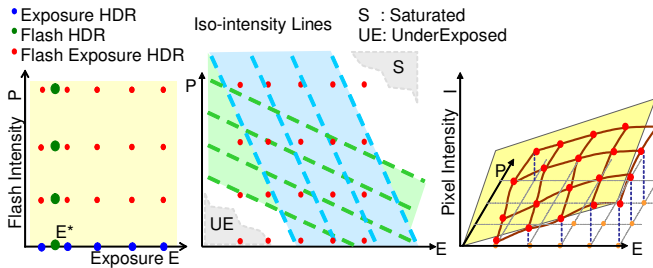 Exposure HDR
Flash HDR
Flash Exposure HDR
Iso-intensity Lines
S : Saturated
UE: UnderExposed
Flash Intensity P
E*
Exposure E
P
S
UE
E
Pixel Intensity I
P
E